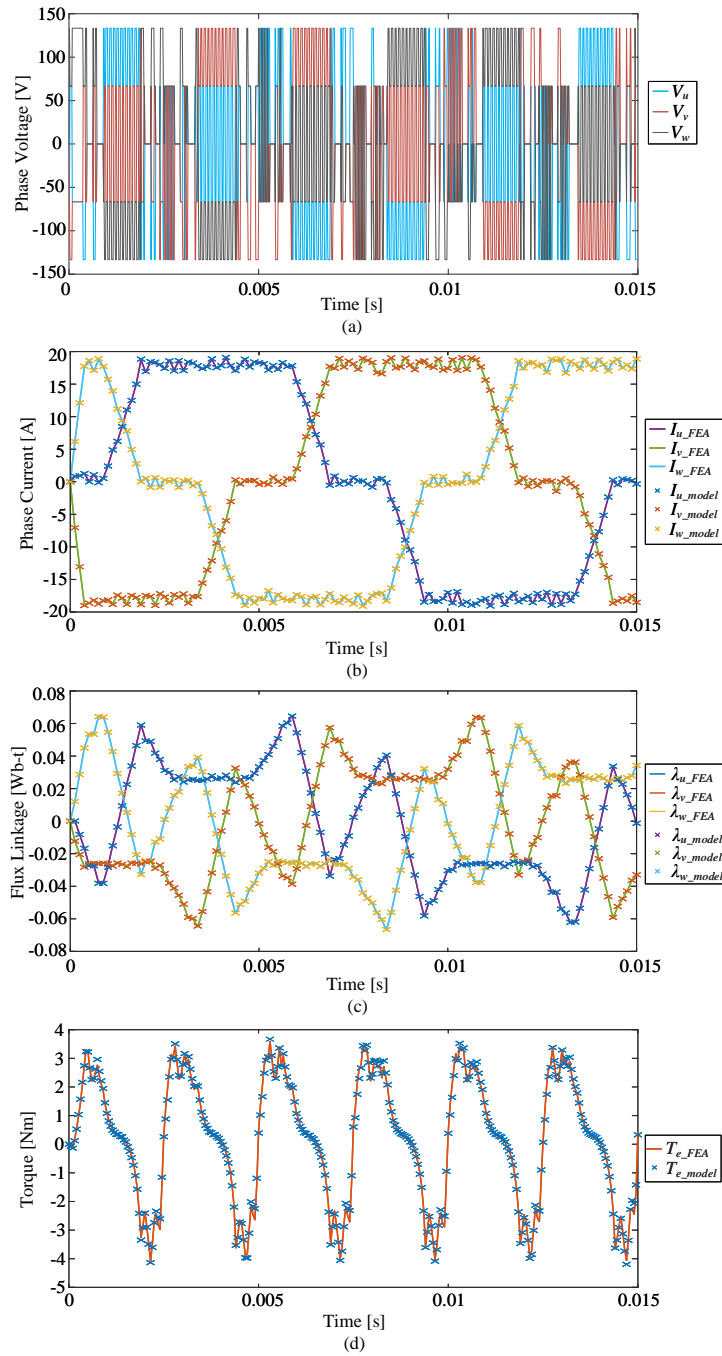 150
100
50
0
-50
-100
-150
Phase Voltage [V]
V_u
V_v
V_w
0
0.005
0.01
0.015
Time [s]
(a)
20
15
10
5
0
-5
-10
-15
-20
Phase Current [A]
I_u_FEA
I_v_FEA
I_w_FEA
I_u_model
I_v_model
I_w_model
0
0.005
0.01
0.015
Time [s]
(b)
0.08
0.06
0.04
0.02
0
-0.02
-0.04
-0.06
-0.08
Flux Linkage [Wb-t]
λ_u_FEA
λ_v_FEA
λ_w_FEA
λ_u_model
λ_v_model
λ_w_model
0
0.005
0.01
0.015
Time [s]
(c)
4
3
2
1
0
-1
-2
-3
-4
-5
Torque [Nm]
T_e_FEA
T_e_model
0
0.005
0.01
0.015
Time [s]
(d)